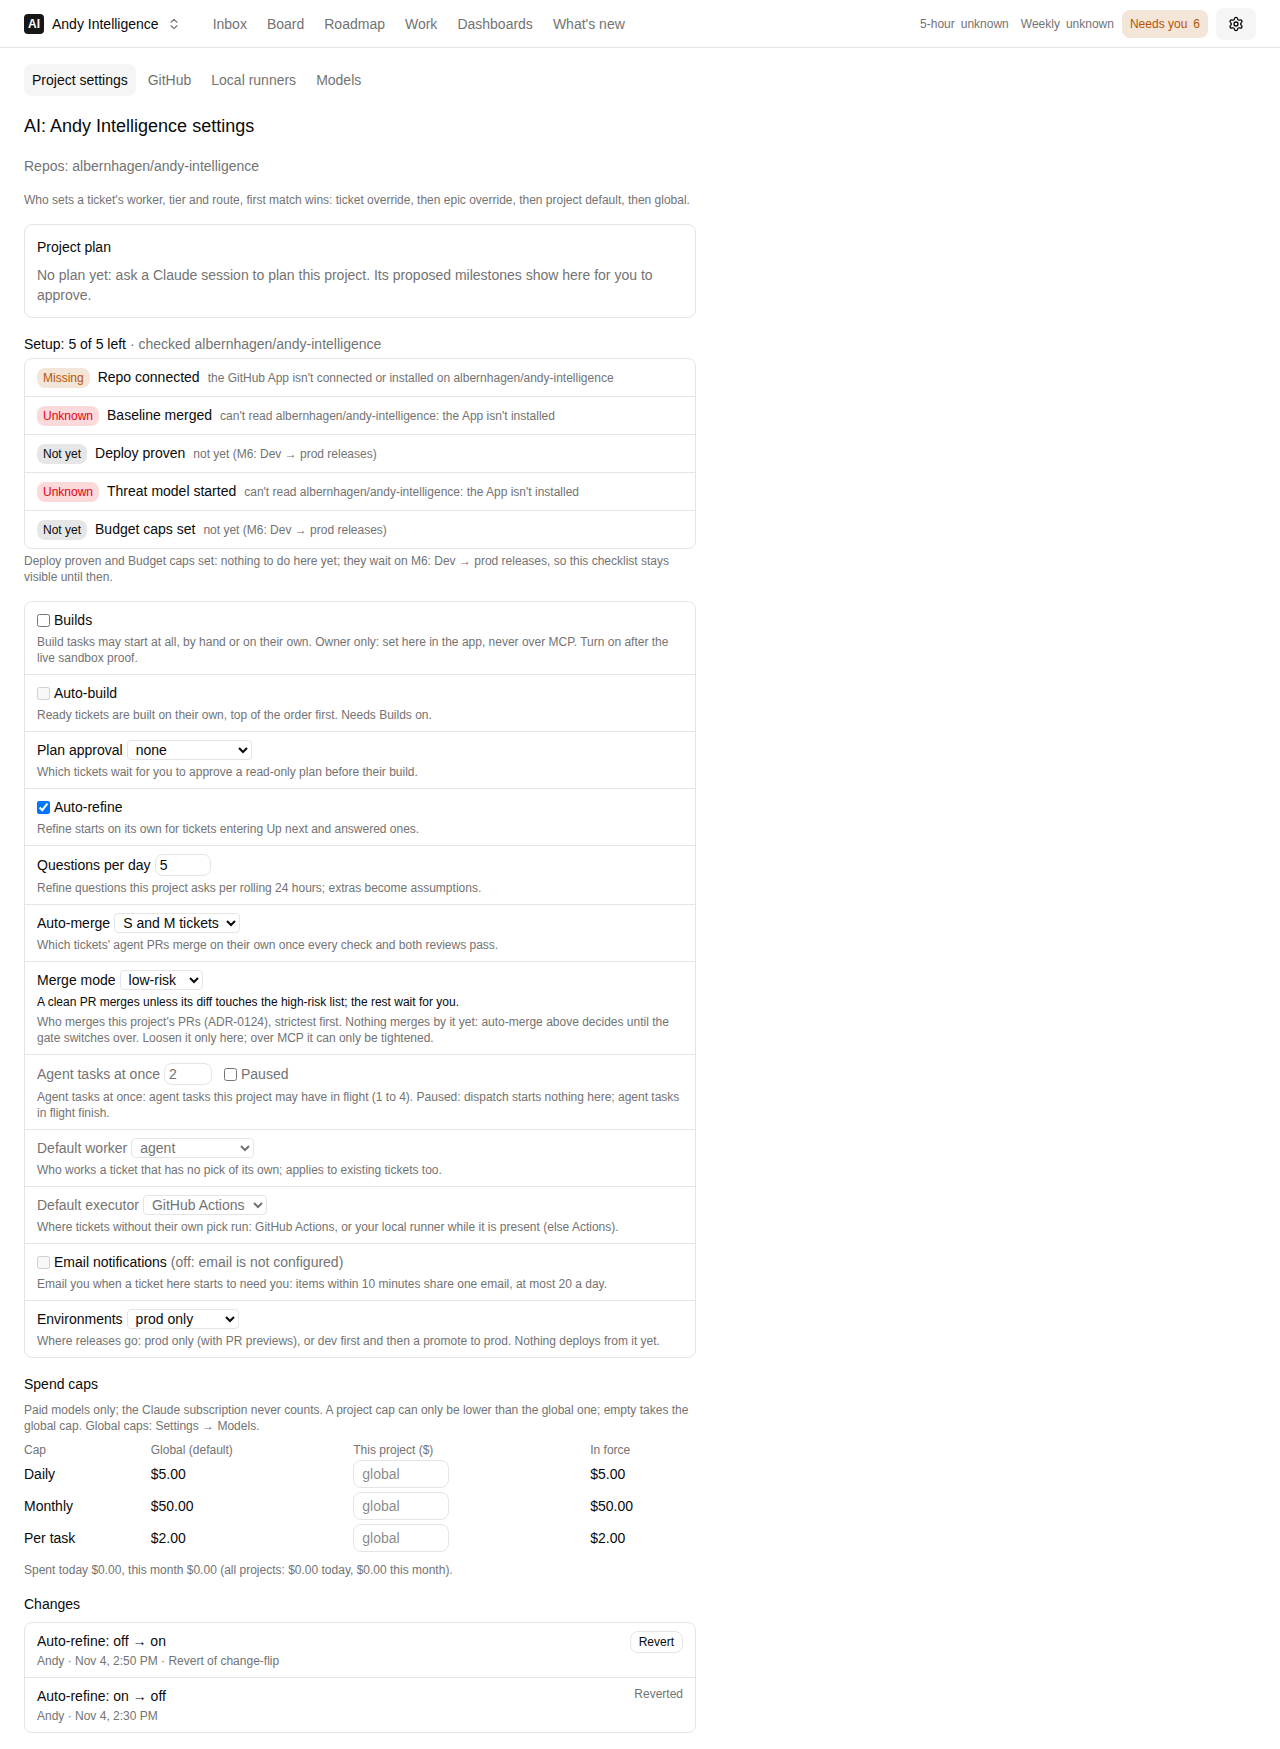 AI Andy Intelligence Inbox Board Roadmap Work Dashboards What's new 5-hour unknown Weekly unknown Needs you 6
Project settings GitHub Local runners Models
AI: Andy Intelligence settings
Repos: albernhagen/andy-intelligence
Who sets a ticket's worker, tier and route, first match wins: ticket override, then epic override, then project default, then global.
Project plan
No plan yet: ask a Claude session to plan this project. Its proposed milestones show here for you to
approve.
Setup: 5 of 5 left · checked albernhagen/andy-intelligence
Missing Repo connected the GitHub App isn't connected or installed on albernhagen/andy-intelligence
Unknown Baseline merged can't read albernhagen/andy-intelligence: the App isn't installed
Not yet Deploy proven not yet (M6: Dev → prod releases)
Unknown Threat model started can't read albernhagen/andy-intelligence: the App isn't installed
Not yet Budget caps set not yet (M6: Dev → prod releases)
Deploy proven and Budget caps set: nothing to do here yet; they wait on M6: Dev → prod releases, so this checklist stays
visible until then.
Builds
Build tasks may start at all, by hand or on their own. Owner only: set here in the app, never over MCP. Turn on after the
live sandbox proof.
Auto-build
Ready tickets are built on their own, top of the order first. Needs Builds on.
Plan approval none
Which tickets wait for you to approve a read-only plan before their build.
Auto-refine
Refine starts on its own for tickets entering Up next and answered ones.
Questions per day 5
Refine questions this project asks per rolling 24 hours; extras become assumptions.
Auto-merge S and M tickets
Which tickets' agent PRs merge on their own once every check and both reviews pass.
Merge mode low-risk
A clean PR merges unless its diff touches the high-risk list; the rest wait for you.
Who merges this project's PRs (ADR-0124), strictest first. Nothing merges by it yet: auto-merge above decides until the
gate switches over. Loosen it only here; over MCP it can only be tightened.
Agent tasks at once 2 Paused
Agent tasks at once: agent tasks this project may have in flight (1 to 4). Paused: dispatch starts nothing here; agent tasks
in flight finish.
Default worker agent
Who works a ticket that has no pick of its own; applies to existing tickets too.
Default executor GitHub Actions
Where tickets without their own pick run: GitHub Actions, or your local runner while it is present (else Actions).
Email notifications (off: email is not configured)
Email you when a ticket here starts to need you: items within 10 minutes share one email, at most 20 a day.
Environments prod only
Where releases go: prod only (with PR previews), or dev first and then a promote to prod. Nothing deploys from it yet.
Spend caps
Paid models only; the Claude subscription never counts. A project cap can only be lower than the global one; empty takes the
global cap. Global caps: Settings → Models.
Cap Global (default) This project ($) In force
Daily $5.00 global $5.00
Monthly $50.00 global $50.00
Per task $2.00 global $2.00
Spent today $0.00, this month $0.00 (all projects: $0.00 today, $0.00 this month).
Changes
Auto-refine: off → on Revert
Andy · Nov 4, 2:50 PM · Revert of change-flip
Auto-refine: on → off Reverted
Andy · Nov 4, 2:30 PM